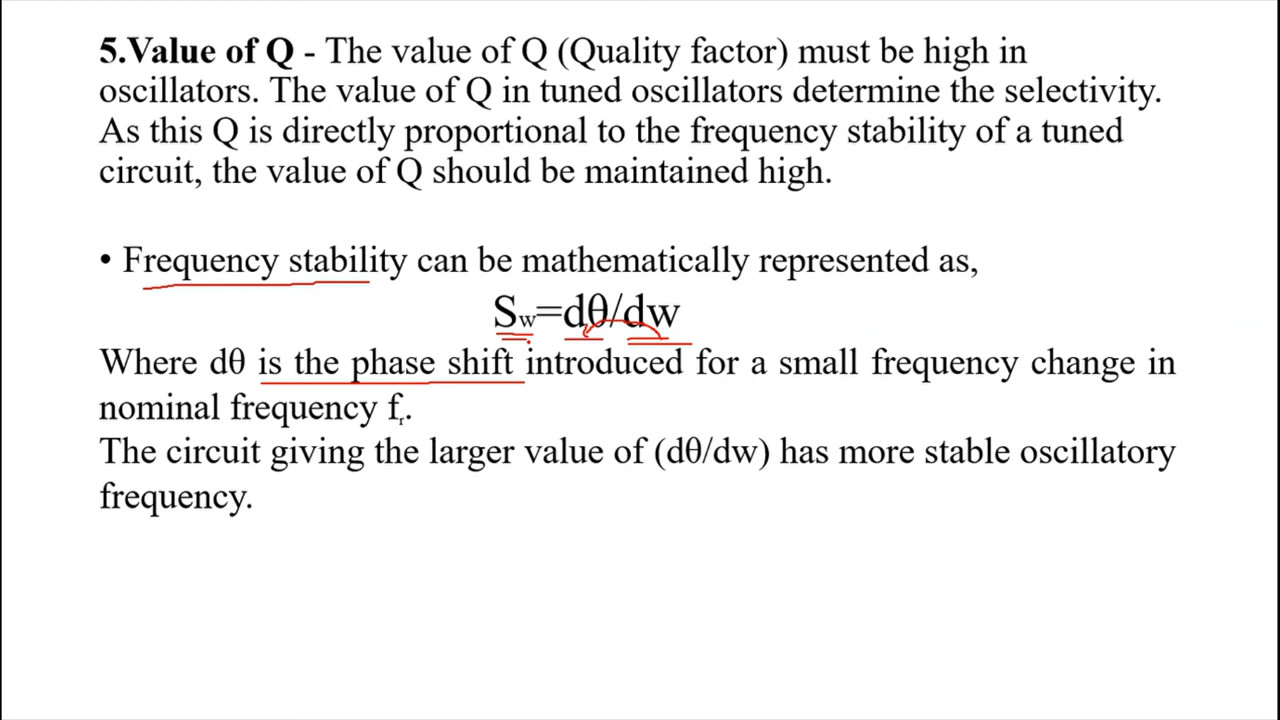 5.Value of Q - The value of Q (Quality factor) must be high in
oscillators. The value of Q in tuned oscillators determine the selectivity.
As this Q is directly proportional to the frequency stability of a tuned
circuit, the value of Q should be maintained high.
• Frequency stability can be mathematically represented as,
Sw=dθ/dw
Where dθ is the phase shift introduced for a small frequency change in
nominal frequency fr.
The circuit giving the larger value of (dθ/dw) has more stable oscillatory
frequency.